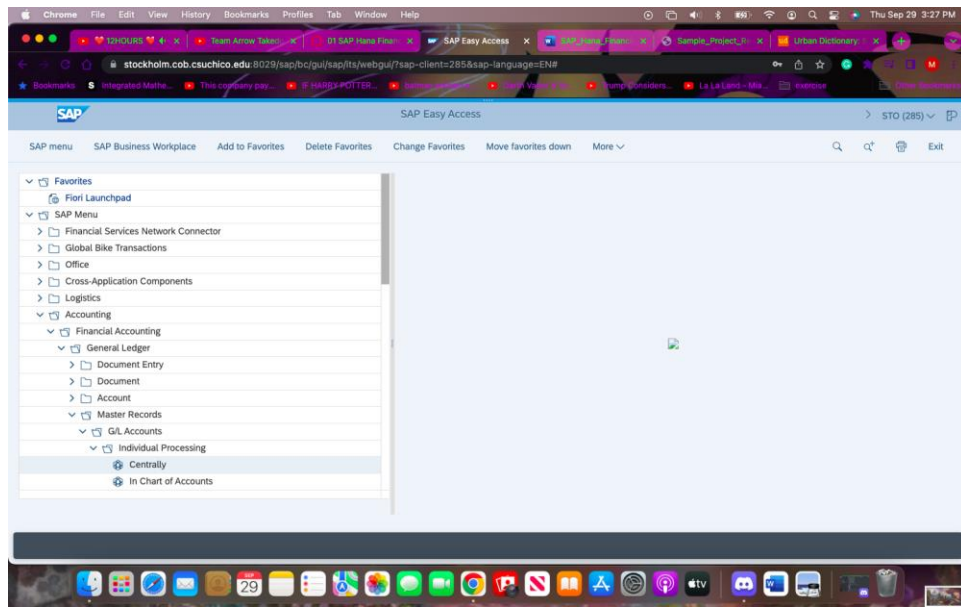 Chrome File Edit View History Bookmarks Profiles Tab Window Help Thu Sep 29 3:27 PM
12HOURS Team Arrow Taked 01 SAP Hana Finan SAP Easy Access SAP_Hana_Financ Sample_Project_R Urban Dictionary:
stockholm.cob.csuchico.edu:8029/sap/bc/gui/sap/its/webgui/?sap-client=285&sap-language=EN#
Bookmarks Integrated Mathe... This company pay... IF HARRY POTTER... Trump Considers... La La Land - Mia... Exercise Other Bookmarks
SAP SAP Easy Access STO (285)
SAP menu SAP Business Workplace Add to Favorites Delete Favorites Change Favorites Move favorites down More Exit
Favorites
Fiori Launchpad
SAP Menu
Financial Services Network Connector
Global Bike Transactions
Office
Cross-Application Components
Logistics
Accounting
Financial Accounting
General Ledger
Document Entry
Document
Account
Master Records
G/L Accounts
Individual Processing
Centrally
In Chart of Accounts
SEP
29
tv